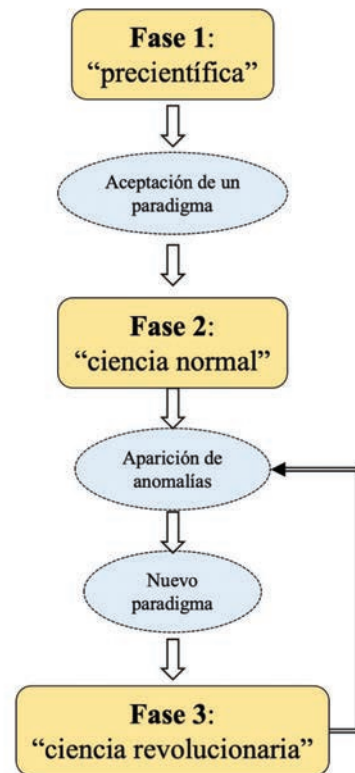 Fase 1:
“precientífica”
Aceptación de un
paradigma
Fase 2:
“ciencia normal”
Aparición de
anomalías
Nuevo
paradigma
Fase 3:
“ciencia revolucionaria”